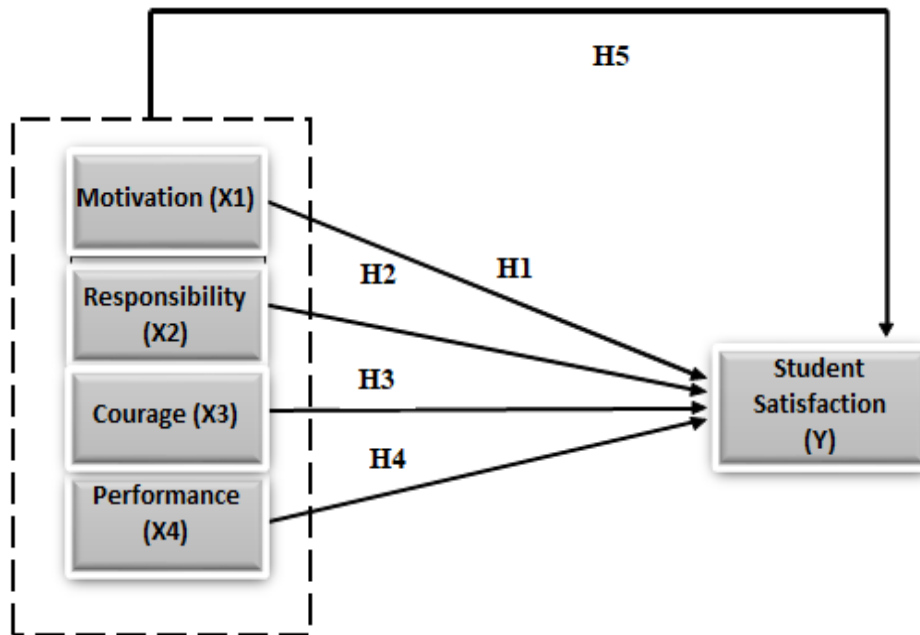 H5
Motivation (X1)
H2
H1
Responsibility
(X2)
H3
Courage (X3)
H4
Performance
(X4)
Student
Satisfaction
(Y)